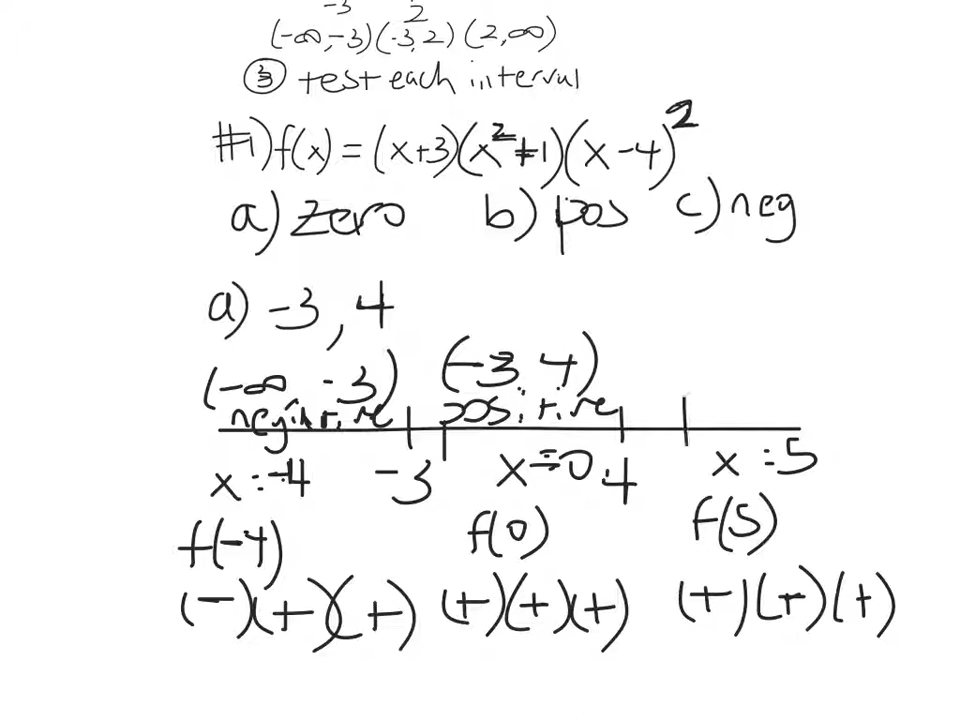 -3 2
(-∞,-3)(-3,2)(2,∞)
③ test each interval
#1) f(x) = (x+3)(x²+1)(x-4)²
a) zero b) pos c) neg
a) -3, 4
(-∞ -3) (-3, 4)
negitive positive
x=-4 -3 x=0 4 x=5
f(-4) f(0) f(5)
(-)(+)(+) (+)(+)(+) (+)(+)(+)